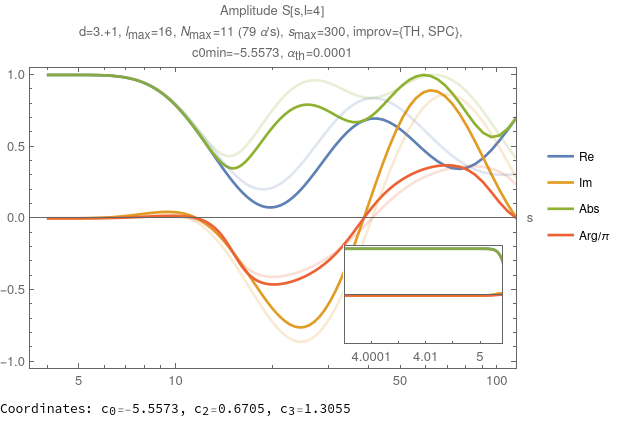 Amplitude S[s,l=4]
d=3.+1, lmax=16, Nmax=11 (79 α's), smax=300, improv={TH, SPC},
c0min=−5.5573, αth=0.0001
1.0
0.5
0.0
−0.5
−1.0
s
Re
Im
Abs
Arg/π
4.0001 4.01 5
5 10 50 100
Coordinates: c0=−5.5573, c2=0.6705, c3=1.3055